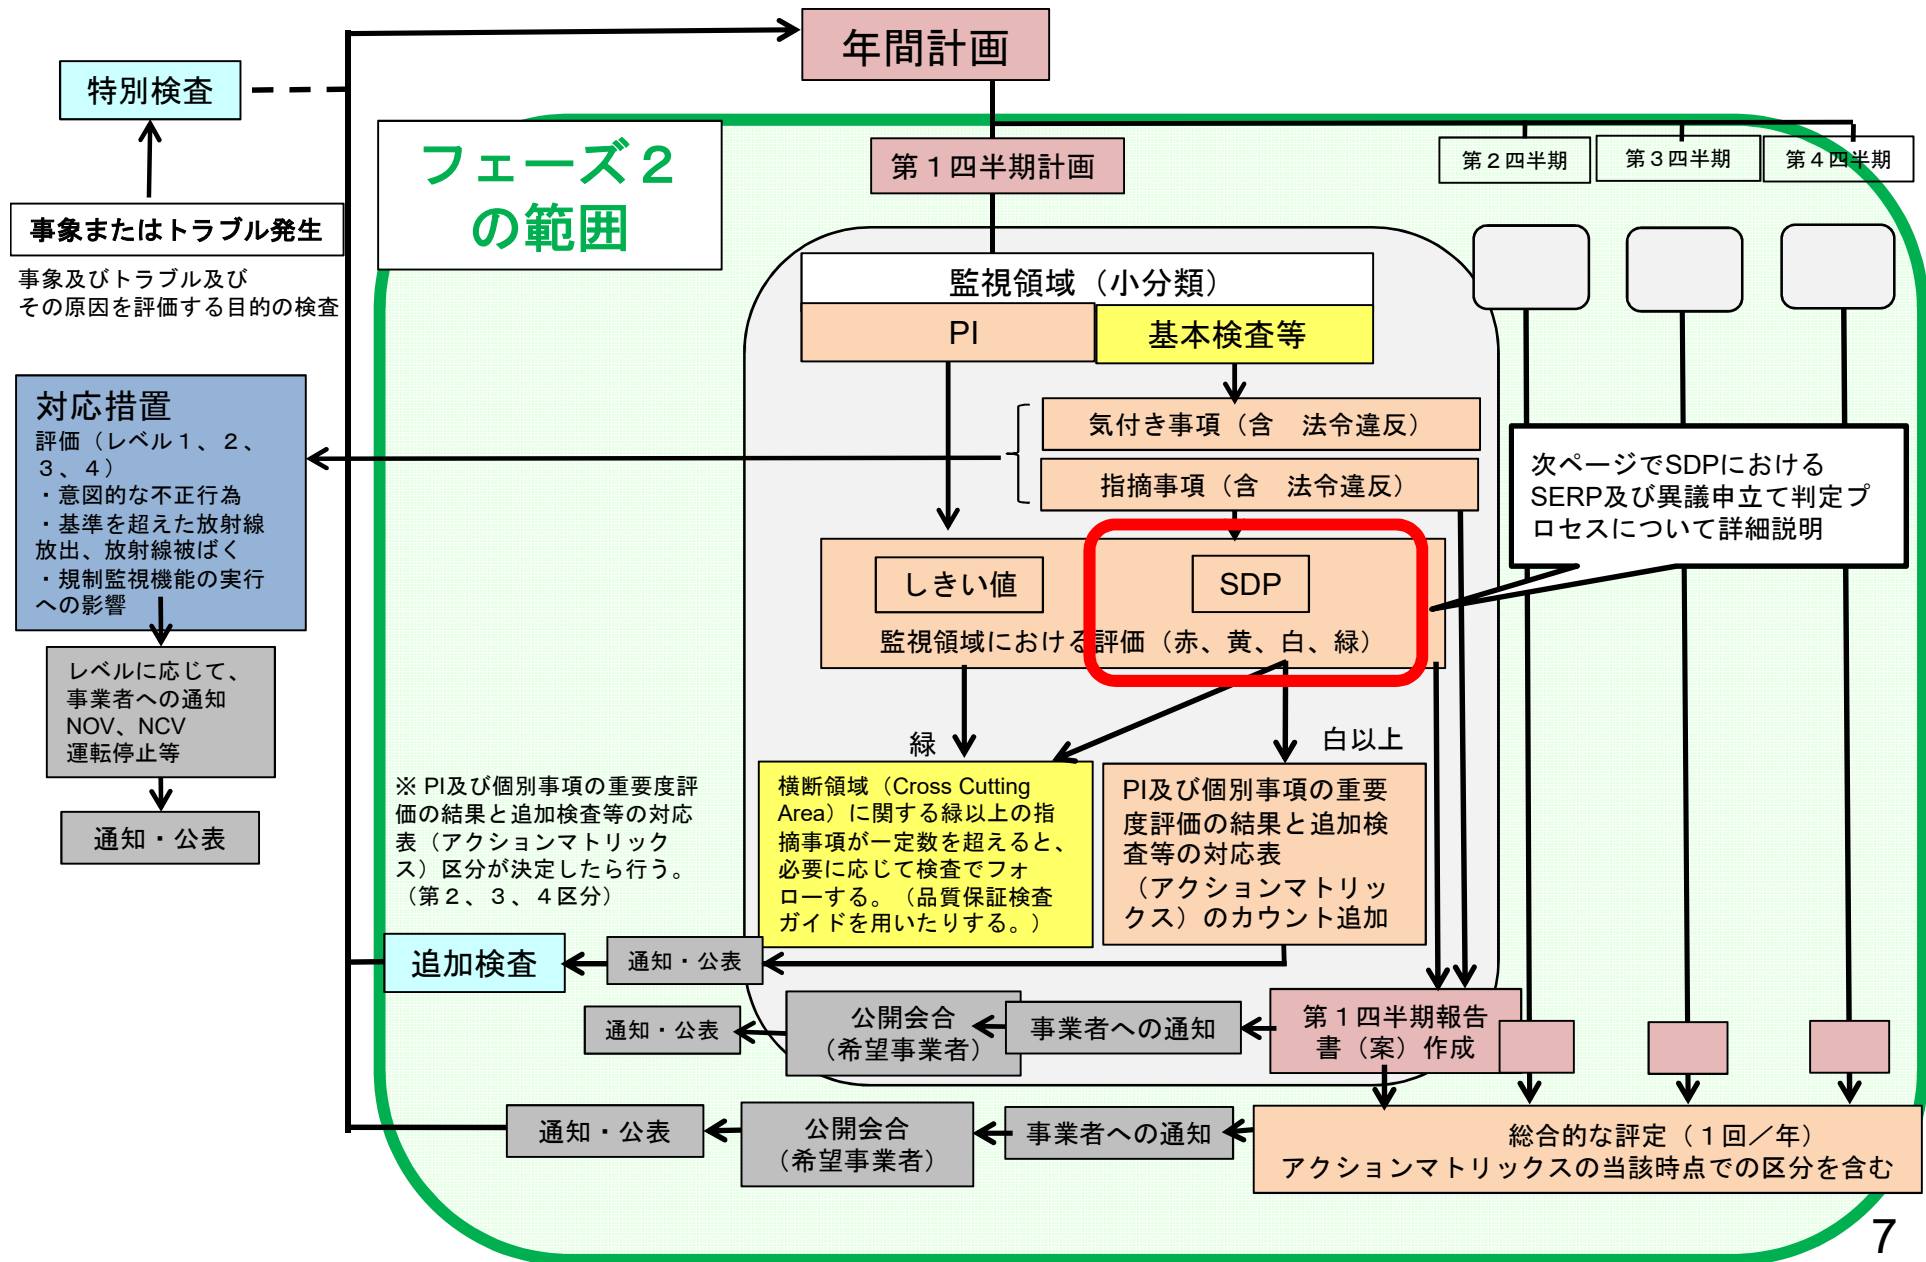 年間計画
特別検査
フェーズ２
の範囲
第１四半期計画
第２四半期
第３四半期
第４四半期
事象またはトラブル発生
事象及びトラブル及び
その原因を評価する目的の検査
監視領域（小分類）
PI
基本検査等
対応措置
評価（レベル１、２、
３、４）
・意図的な不正行為
・基準を超えた放射線
放出、放射線被ばく
・規制監視機能の実行
への影響
気付き事項（含　法令違反）
指摘事項（含　法令違反）
次ページでSDPにおける
SERP及び異議申立て判定プ
ロセスについて詳細説明
しきい値
SDP
監視領域における評価（赤、黄、白、緑）
レベルに応じて、
事業者への通知
NOV、NCV
運転停止等
通知・公表
緑
白以上
※ PI及び個別事項の重要度評
価の結果と追加検査等の対応
表（アクションマトリック
ス）区分が決定したら行う。
（第２、３、４区分）
横断領域（Cross Cutting
Area）に関する緑以上の指
摘事項が一定数を超えると、
必要に応じて検査でフォ
ローする。（品質保証検査
ガイドを用いたりする。）
PI及び個別事項の重要
度評価の結果と追加検
査等の対応表
（アクションマトリッ
クス）のカウント追加
追加検査
通知・公表
通知・公表
公開会合
（希望事業者）
事業者への通知
第１四半期報告
書（案）作成
通知・公表
公開会合
（希望事業者）
事業者への通知
総合的な評定（１回／年）
アクションマトリックスの当該時点での区分を含む
7